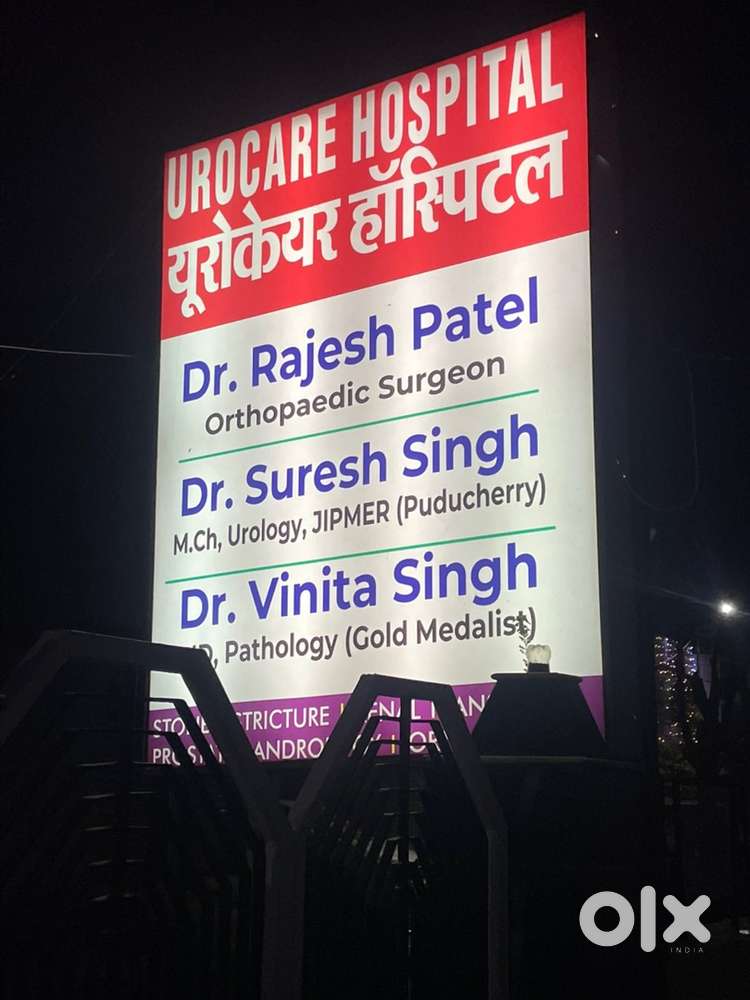 UROCARE HOSPITAL
यूरोकेयर हॉस्पिटल
Dr. Rajesh Patel
Orthopaedic Surgeon
Dr. Suresh Singh
M.Ch, Urology, JIPMER (Puducherry)
Dr. Vinita Singh
Pathology (Gold Medalist)
STRICTURE
olx
INDIA